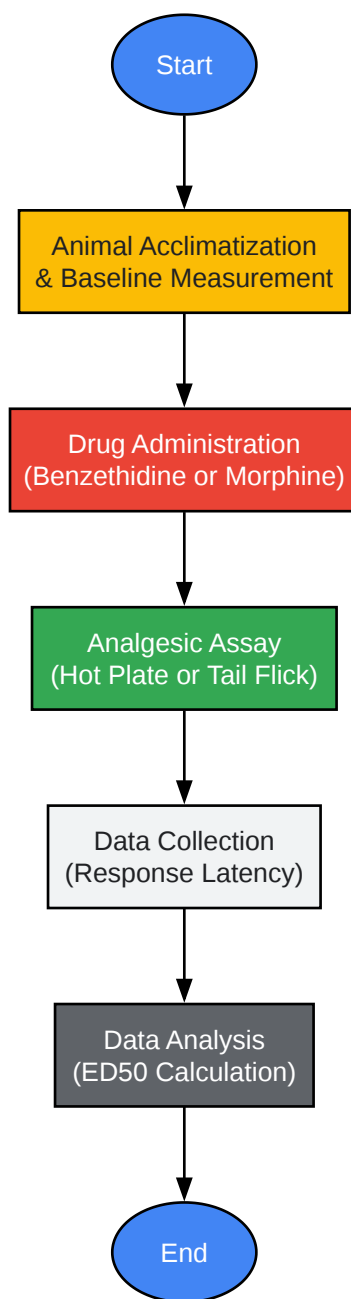 Start
Animal Acclimatization
& Baseline Measurement
Drug Administration
(Benzethidine or Morphine)
Analgesic Assay
(Hot Plate or Tail Flick)
Data Collection
(Response Latency)
Data Analysis
(ED50 Calculation)
End